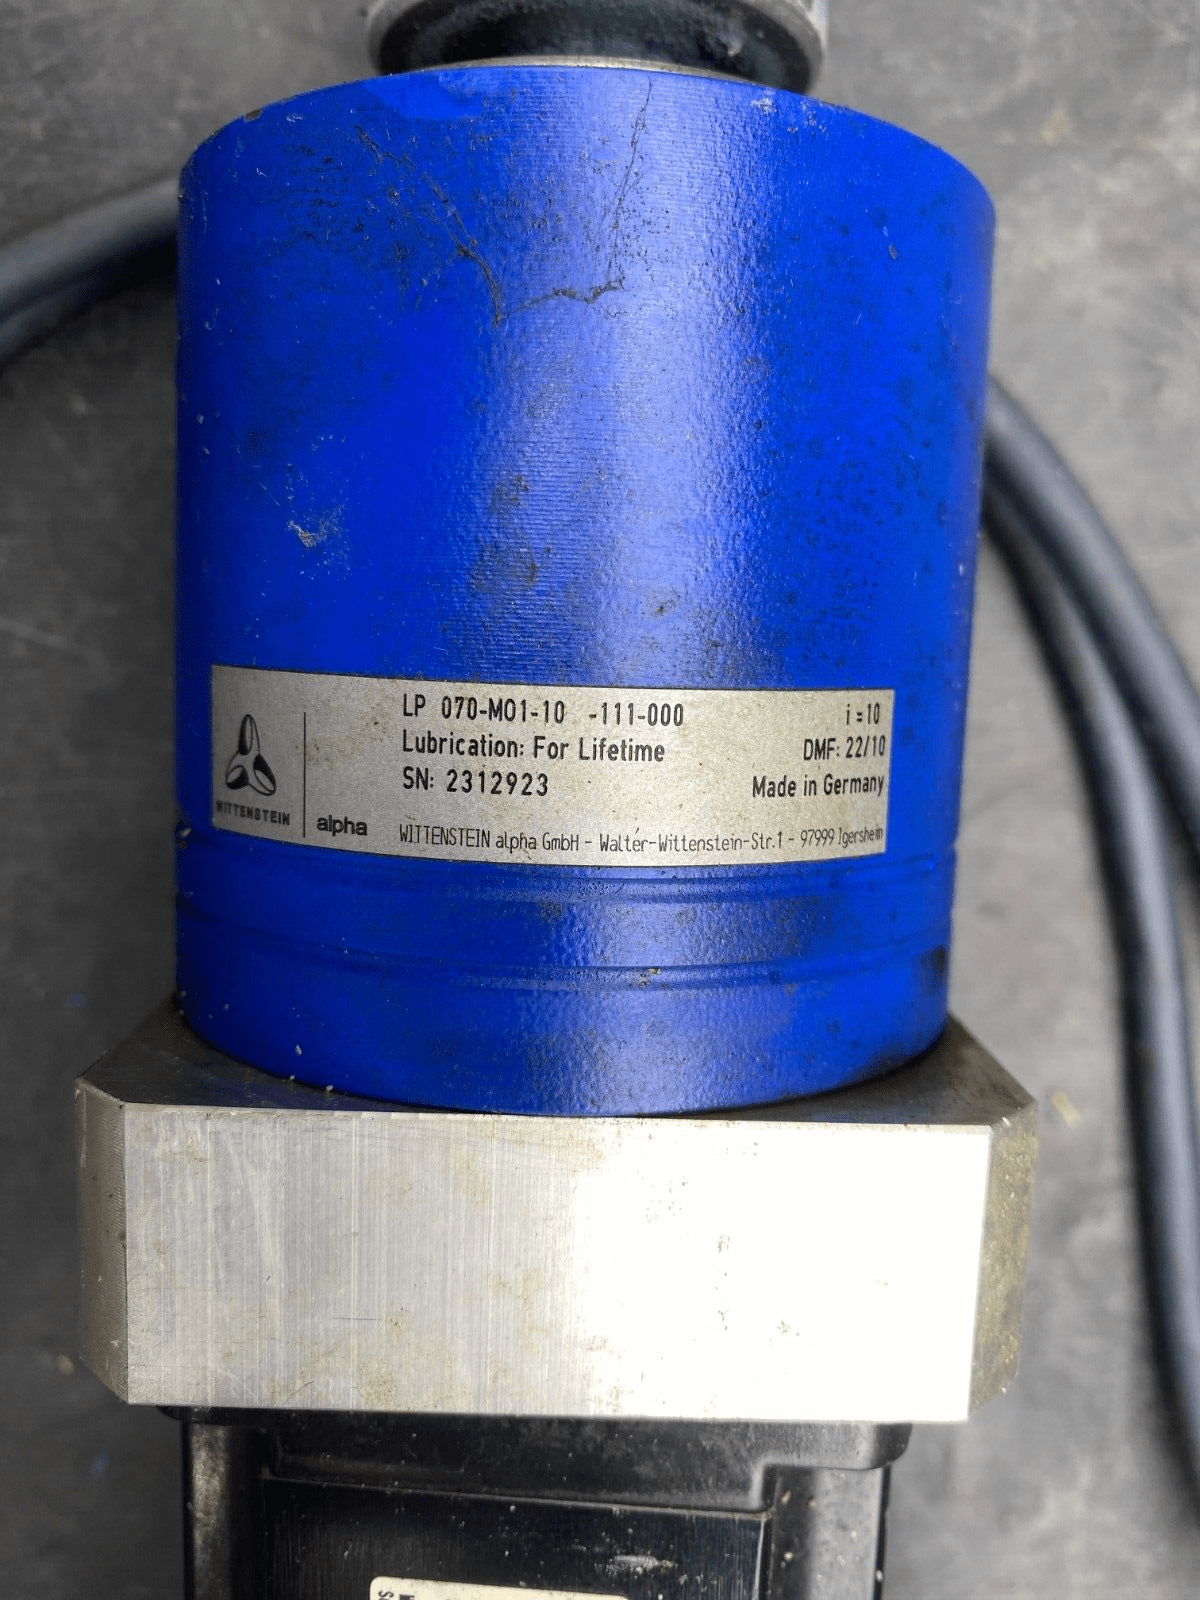 LP 070-M01-10 -111-000 i=10
Lubrication: For Lifetime DMF: 22/10
SN: 2312923 Made in Germany
WITTENSTEIN alpha WITTENSTEIN alpha GmbH - Walter-Wittenstein-Str.1 - 97999 Igersheim